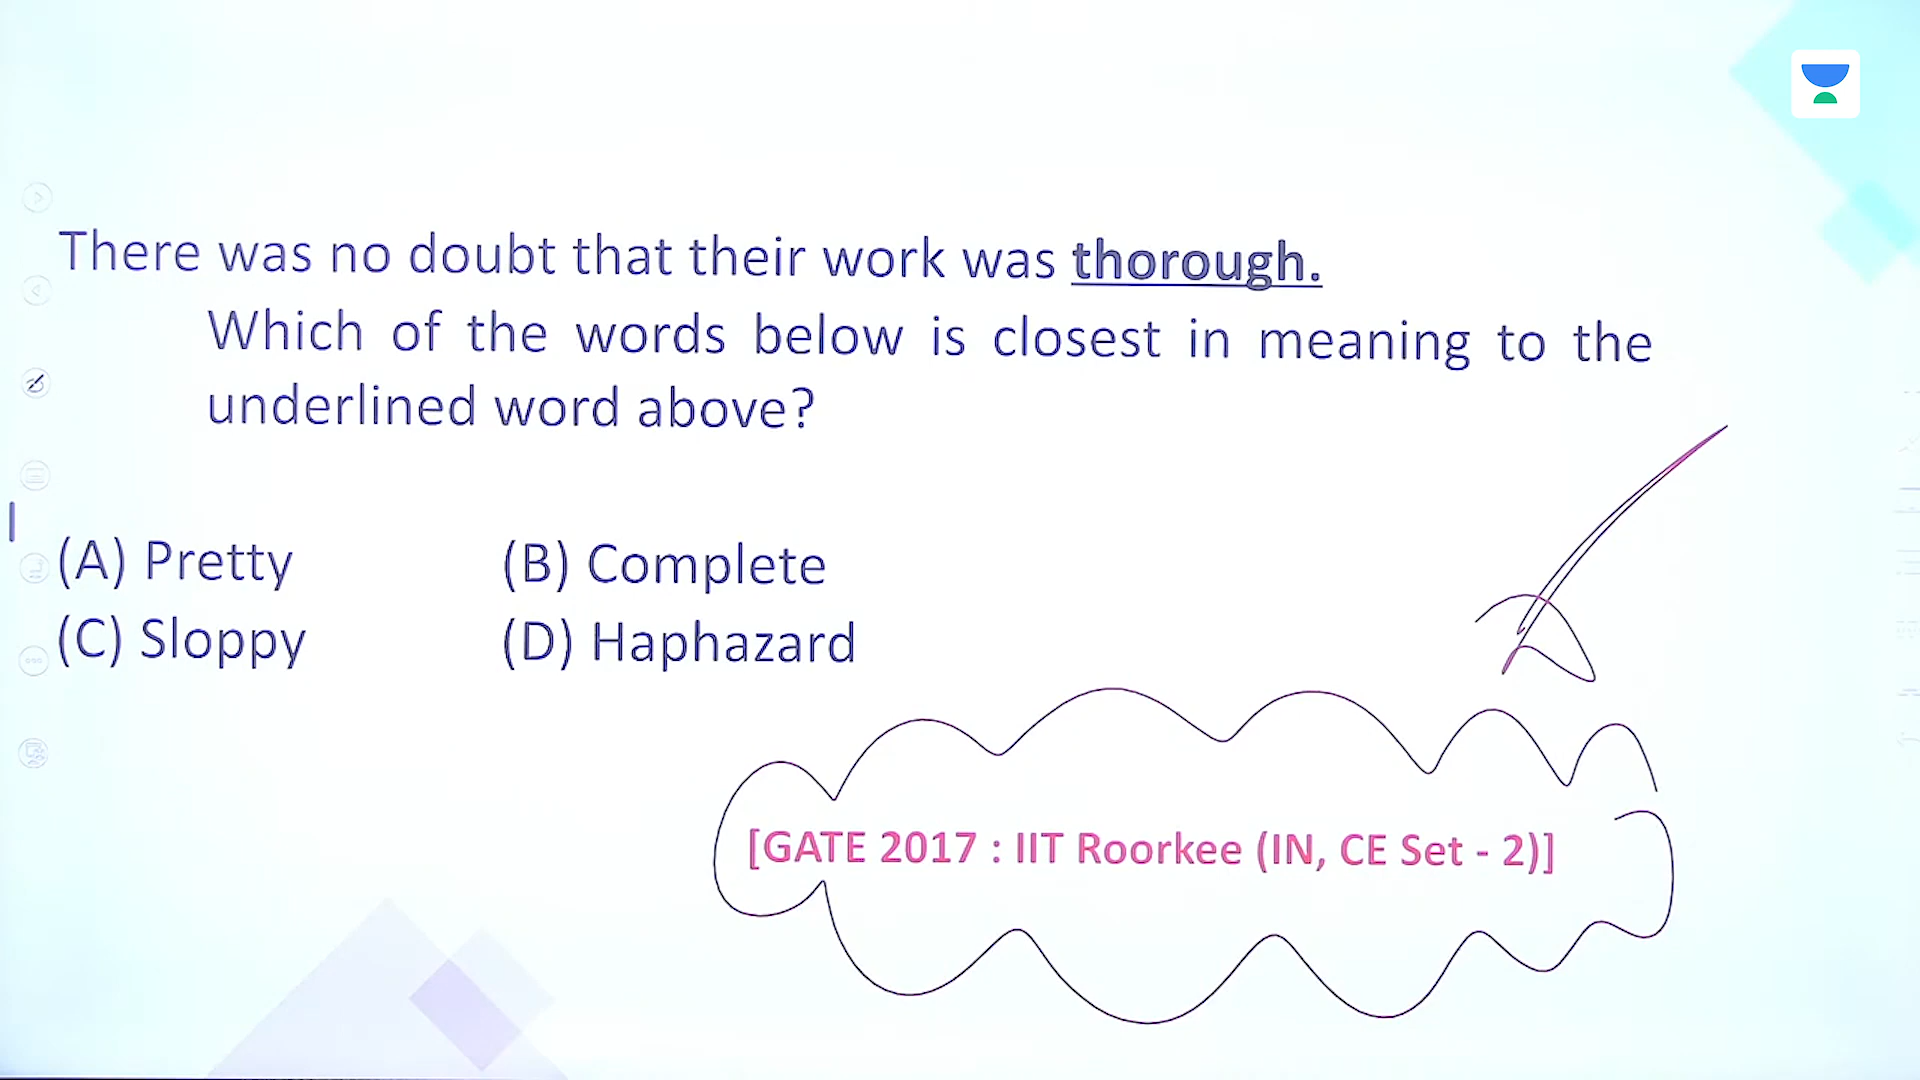 There was no doubt that their work was thorough.
Which of the words below is closest in meaning to the
underlined word above?
(A) Pretty (B) Complete
(C) Sloppy (D) Haphazard
[GATE 2017 : IIT Roorkee (IN, CE Set - 2)]